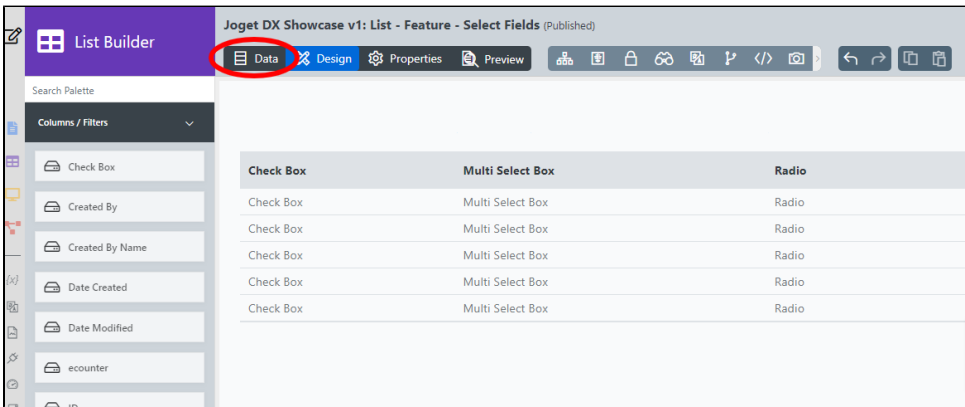 Joget DX Showcase v1: List - Feature - Select Fields (Published)
List Builder
Data Design Properties Preview
Search Palette
Columns / Filters
Check Box
Created By
Created By Name
Date Created
Date Modified
ecounter
Check Box Multi Select Box Radio
Check Box Multi Select Box Radio
Check Box Multi Select Box Radio
Check Box Multi Select Box Radio
Check Box Multi Select Box Radio
Check Box Multi Select Box Radio